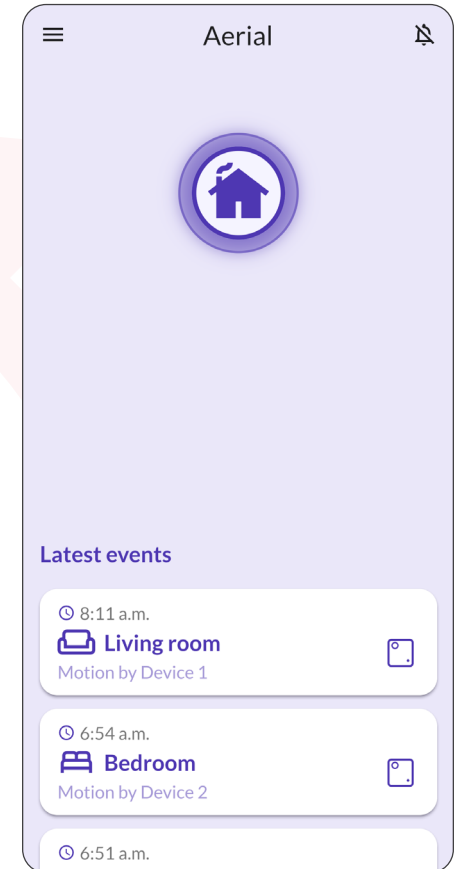 Aerial
Latest events
8:11 a.m.
Living room
Motion by Device 1
6:54 a.m.
Bedroom
Motion by Device 2
6:51 a.m.